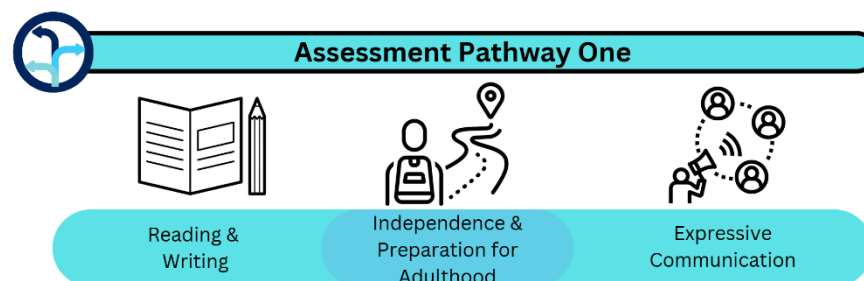 Assessment Pathway One
Reading &
Writing
Independence &
Preparation for
Adulthood
Expressive
Communication